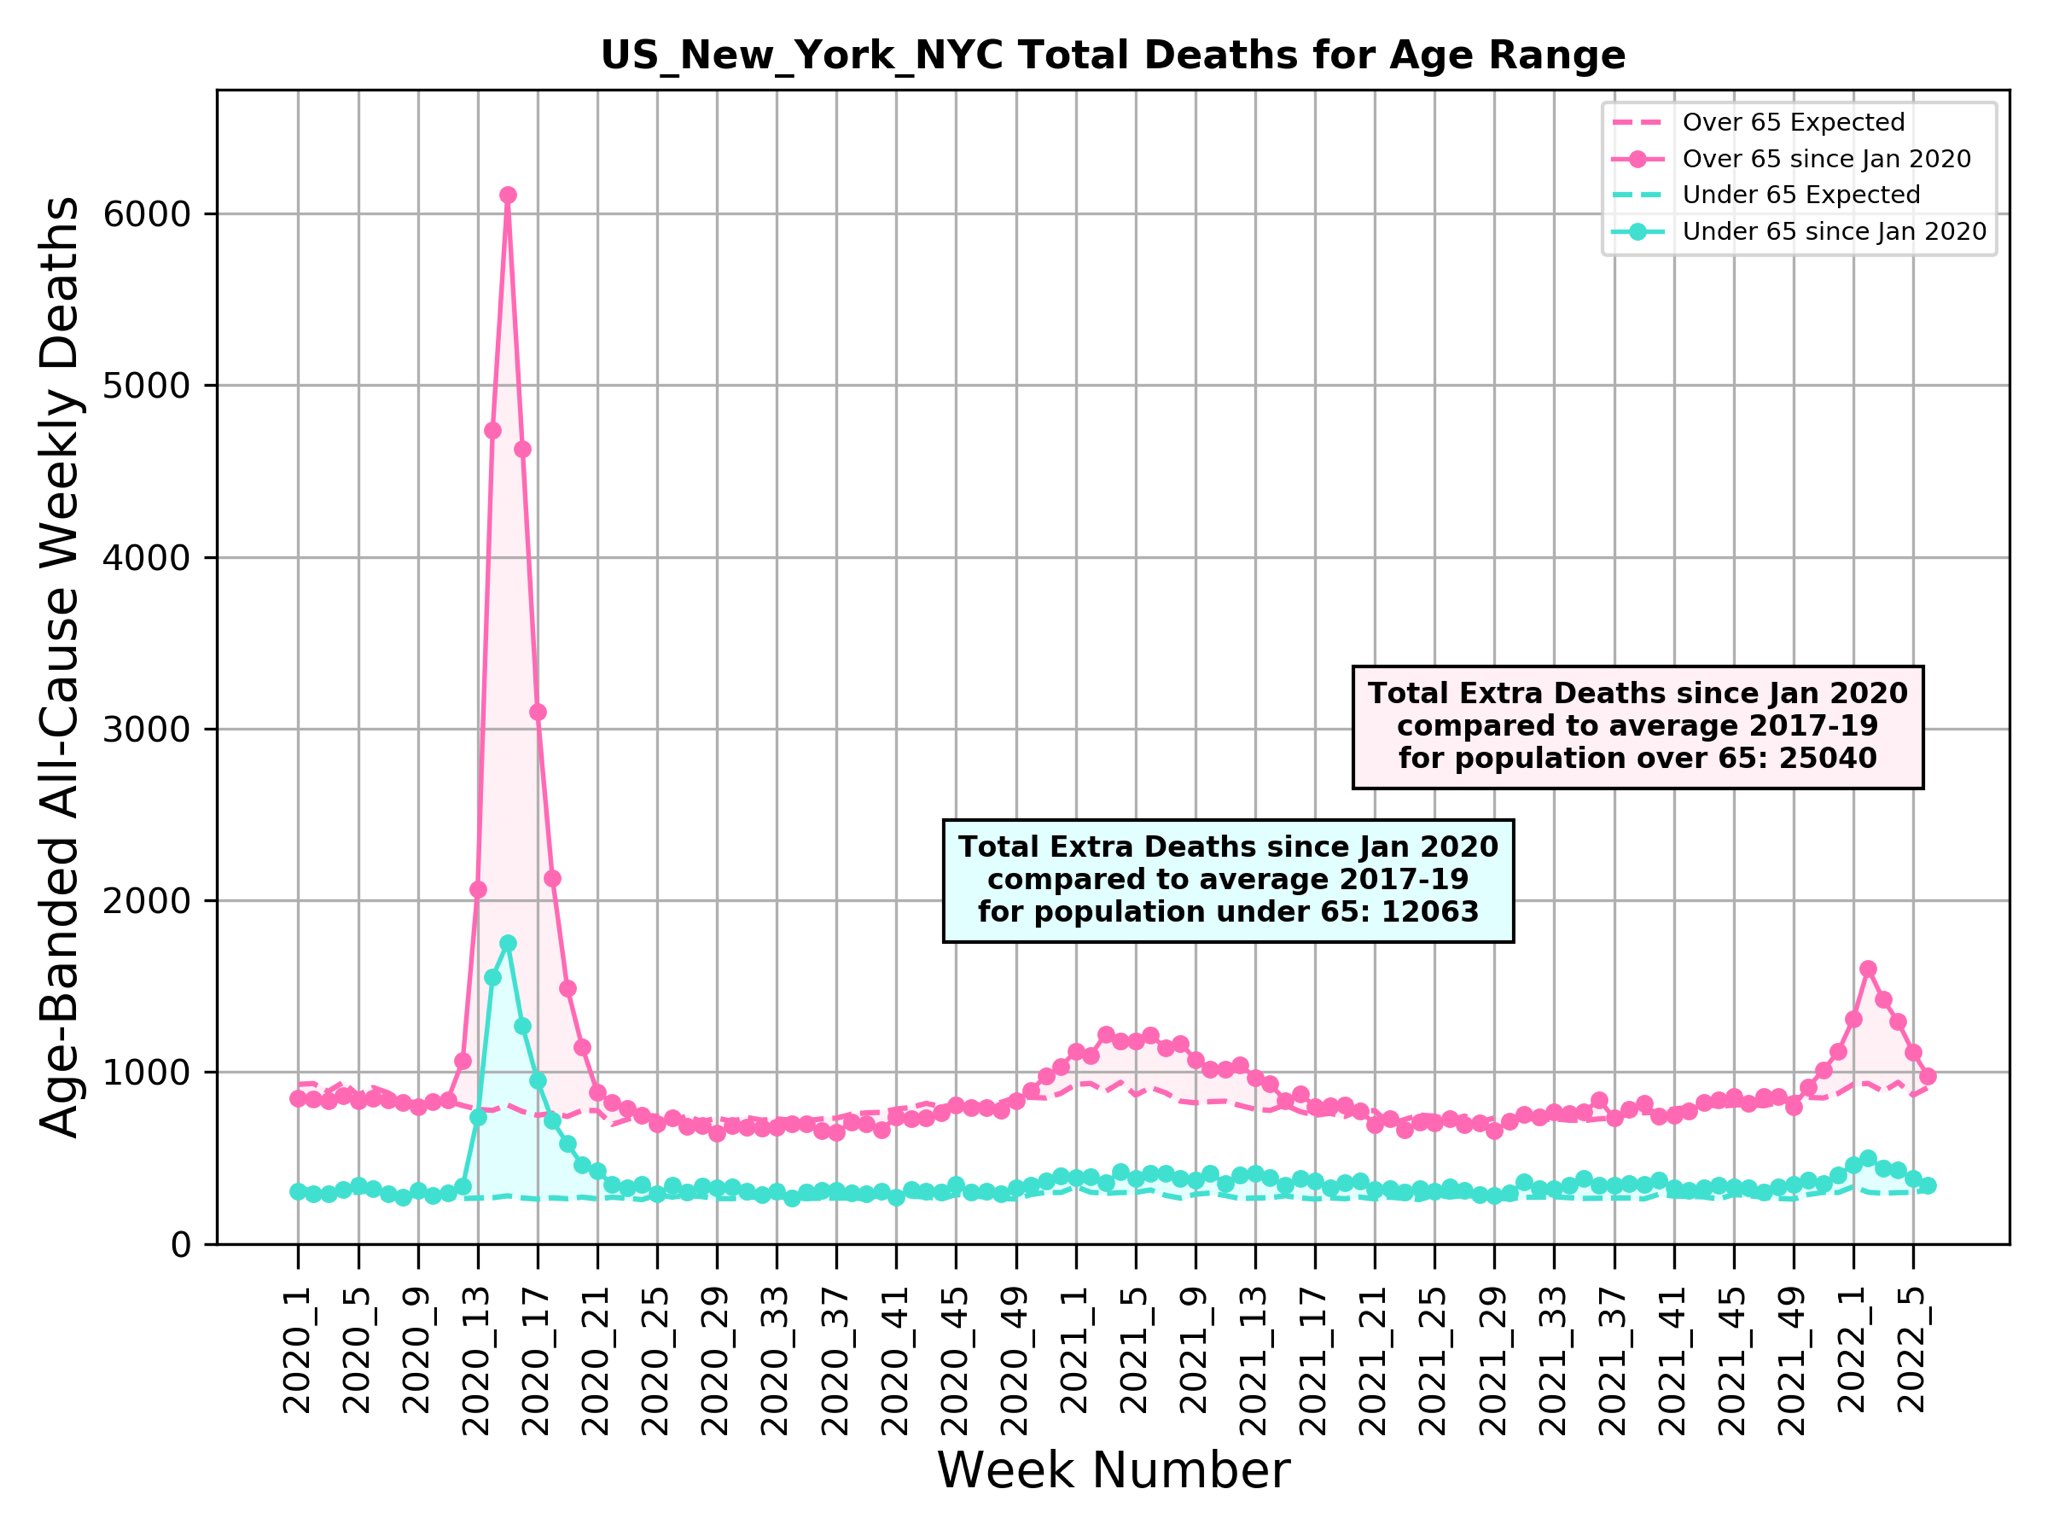 US_New_York_NYC Total Deaths for Age Range
Over 65 Expected
Over 65 since Jan 2020
Under 65 Expected
Under 65 since Jan 2020
Age-Banded All-Cause Weekly Deaths
6000
5000
4000
3000
2000
1000
0
Total Extra Deaths since Jan 2020
compared to average 2017-19
for population over 65: 25040
Total Extra Deaths since Jan 2020
compared to average 2017-19
for population under 65: 12063
2020_1
2020_5
2020_9
2020_13
2020_17
2020_21
2020_25
2020_29
2020_33
2020_37
2020_41
2020_45
2020_49
2021_1
2021_5
2021_9
2021_13
2021_17
2021_21
2021_25
2021_29
2021_33
2021_37
2021_41
2021_45
2021_49
2022_1
2022_5
Week Number